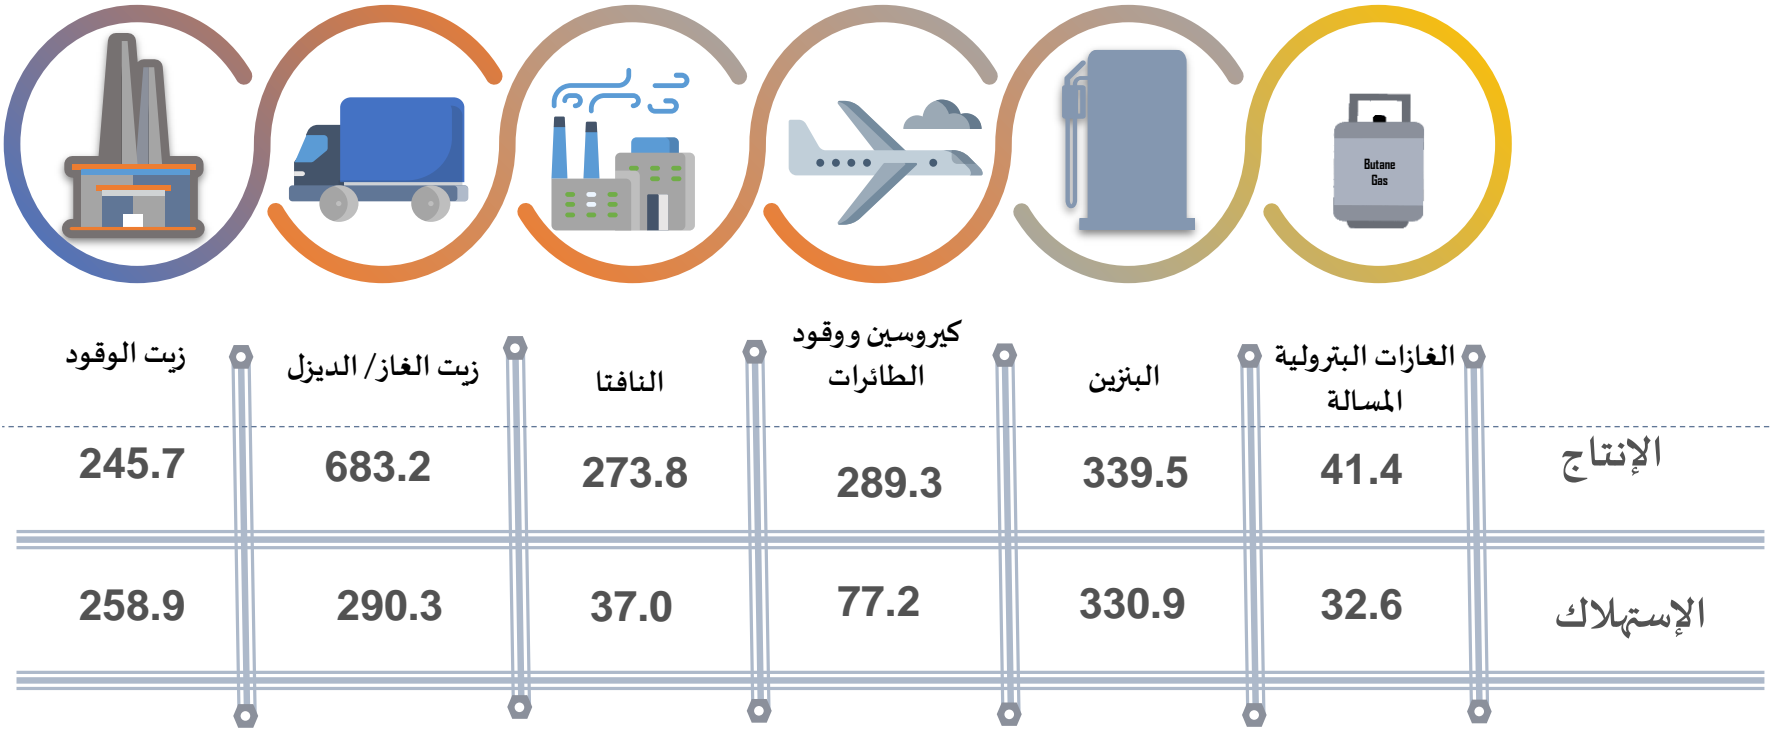 Butane
Gas
الغازات البترولية
المسالة
البنزين
كيروسين ووقود
الطائرات
النافتا
زيت الغاز/ الديزل
زيت الوقود
الإنتاج
41.4
339.5
289.3
273.8
683.2
245.7
الإستهلاك
32.6
330.9
77.2
37.0
290.3
258.9